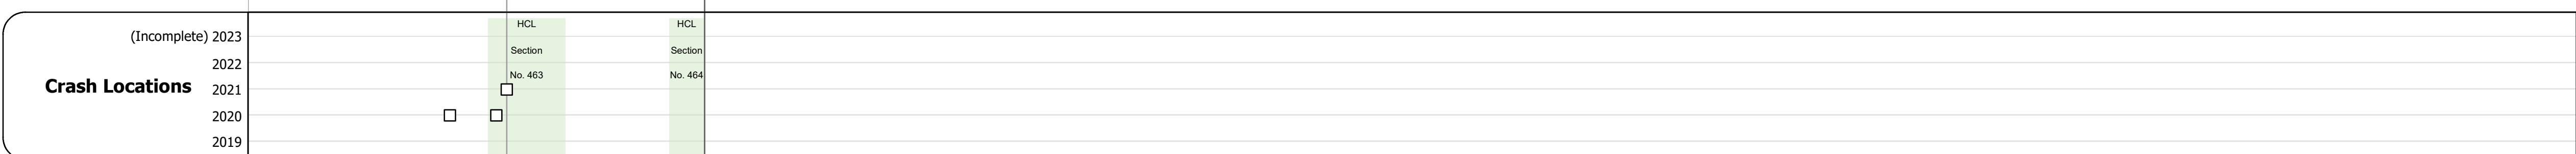 HCL
HCL
(Incomplete) 2023
Section
Section
2022
No. 463
No. 464
Crash Locations
2021
2020
2019